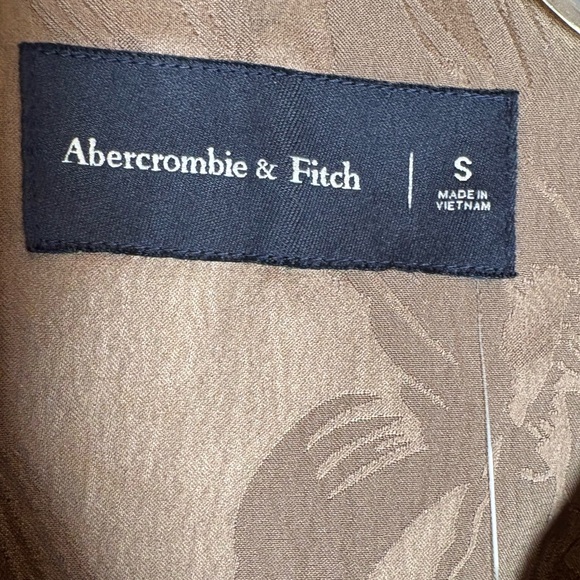 Abercrombie & Fitch
S
MADE IN
VIETNAM